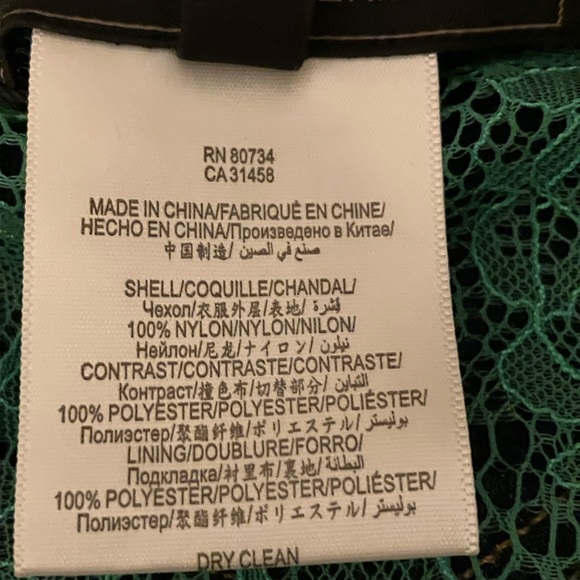 RN 80734
CA 31458
MADE IN CHINA/FABRIQUÉ EN CHINE/
HECHO EN CHINA/Произведено в Китае/
中国制造/ صنع في الصين/
SHELL/COQUILLE/CHANDAL/
Чехол/衣服外层/表地/ قشرة/
100% NYLON/NYLON/NILON/
Нейлон/尼龙/ナイロン/ نيلون/
CONTRAST/CONTRASTE/CONTRASTE/
Контраст/撞色布/切替部分/ التباين/
100% POLYESTER/POLYESTER/POLIÉSTER/
Полиэстер/聚酯纤维/ポリエステル/ بوليستر/
LINING/DOUBLURE/FORRO/
Подкладка/衬里布/裏地/ البطانة/
100% POLYESTER/POLYESTER/POLIÉSTER/
Полиэстер/聚酯纤维/ポリエステル/ بوليستر/
DRY CLEAN